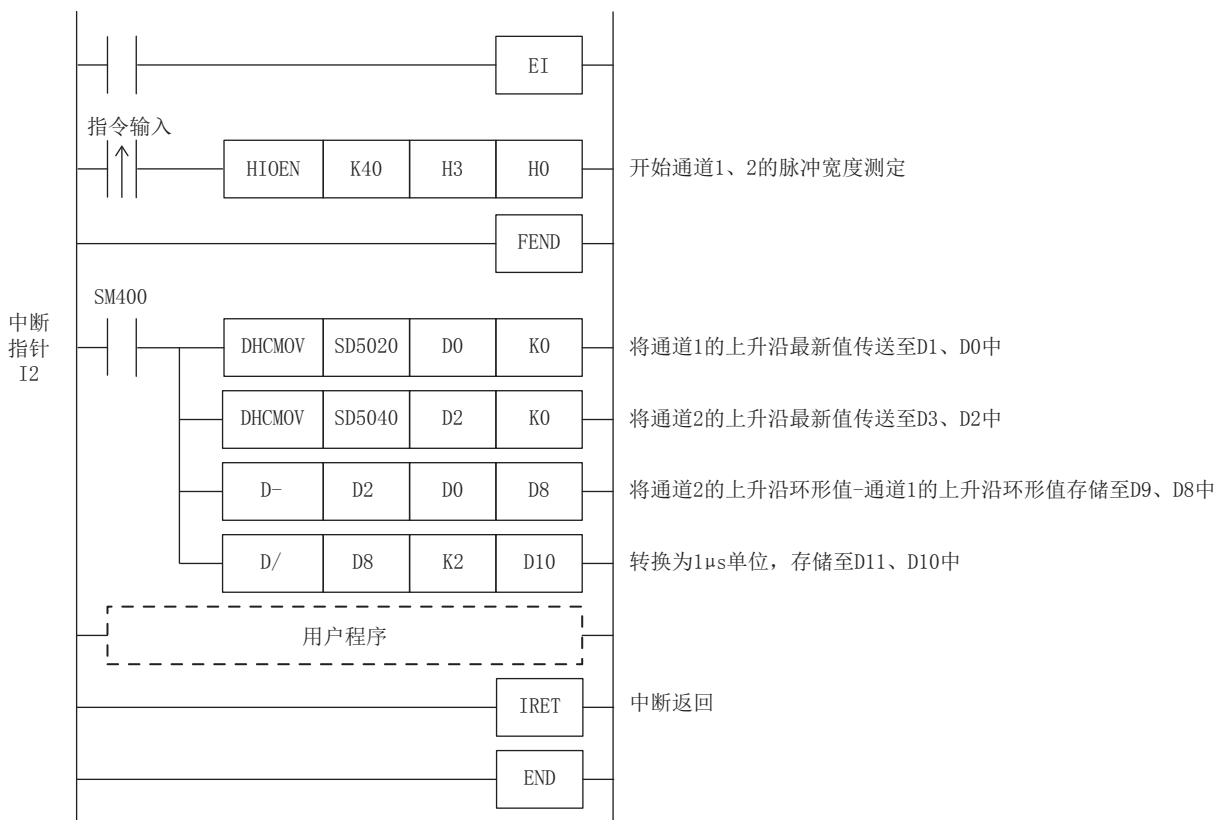 EI
指令输入
HIOEN K40 H3 H0 开始通道1、2的脉冲宽度测定
FEND
SM400
中断
指针
I2
DHCMOV SD5020 D0 K0 将通道1的上升沿最新值传送至D1、D0中
DHCMOV SD5040 D2 K0 将通道2的上升沿最新值传送至D3、D2中
D- D2 D0 D8 将通道2的上升沿环形值-通道1的上升沿环形值存储至D9、D8中
D/ D8 K2 D10 转换为1μs单位，存储至D11、D10中
用户程序
IRET 中断返回
END